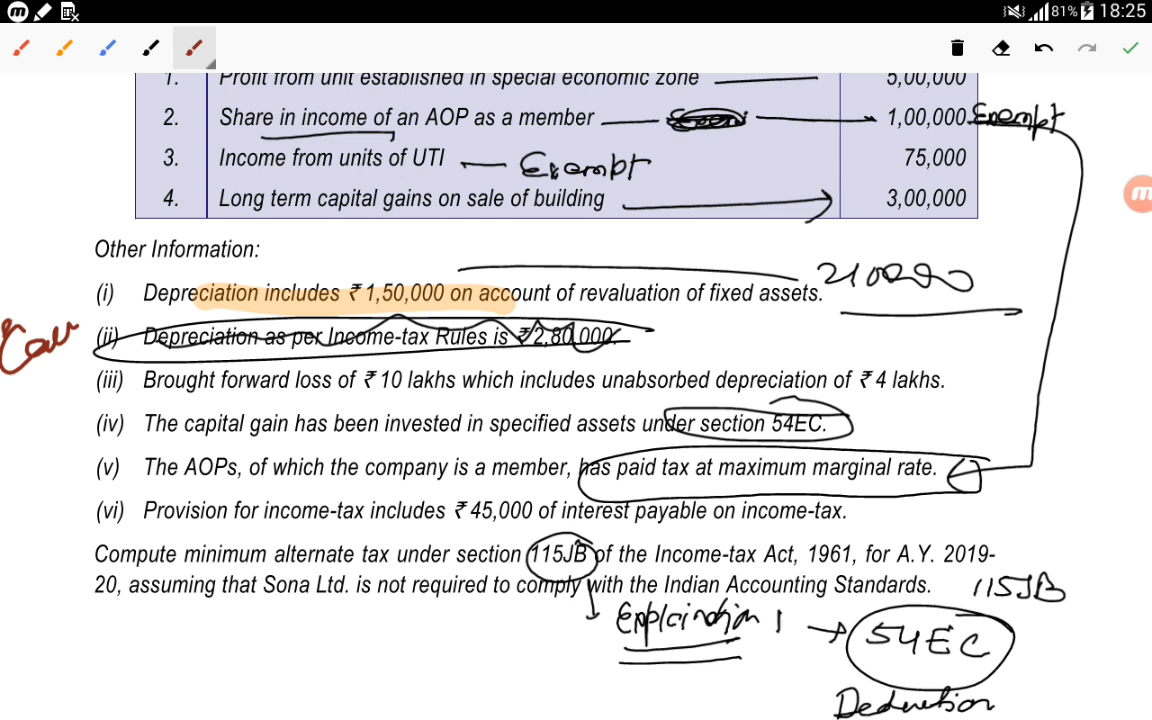 81% 18:25
1. Profit from unit established in special economic zone 5,00,000
2. Share in income of an AOP as a member 1,00,000 Exempt
3. Income from units of UTI Exempt 75,000
4. Long term capital gains on sale of building 3,00,000
Other Information:
(i) Depreciation includes ₹ 1,50,000 on account of revaluation of fixed assets. 210000
(ii) Depreciation as per Income-tax Rules is ₹ 2,80,000.
(iii) Brought forward loss of ₹ 10 lakhs which includes unabsorbed depreciation of ₹ 4 lakhs.
(iv) The capital gain has been invested in specified assets under section 54EC.
(v) The AOPs, of which the company is a member, has paid tax at maximum marginal rate.
(vi) Provision for income-tax includes ₹ 45,000 of interest payable on income-tax.
Compute minimum alternate tax under section 115JB of the Income-tax Act, 1961, for A.Y. 2019-
20, assuming that Sona Ltd. is not required to comply with the Indian Accounting Standards. 115JB
Explaindion 1 54EC
Deduction